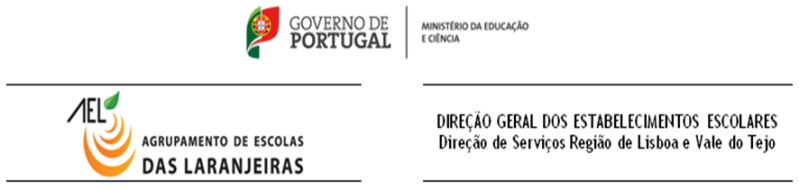 GOVERNO DE
PORTUGAL
MINISTÉRIO DA EDUCAÇÃO
E CIÊNCIA
AEL
AGRUPAMENTO DE ESCOLAS
DAS LARANJEIRAS
DIREÇÃO GERAL DOS ESTABELECIMENTOS ESCOLARES
Direção de Serviços Região de Lisboa e Vale do Tejo